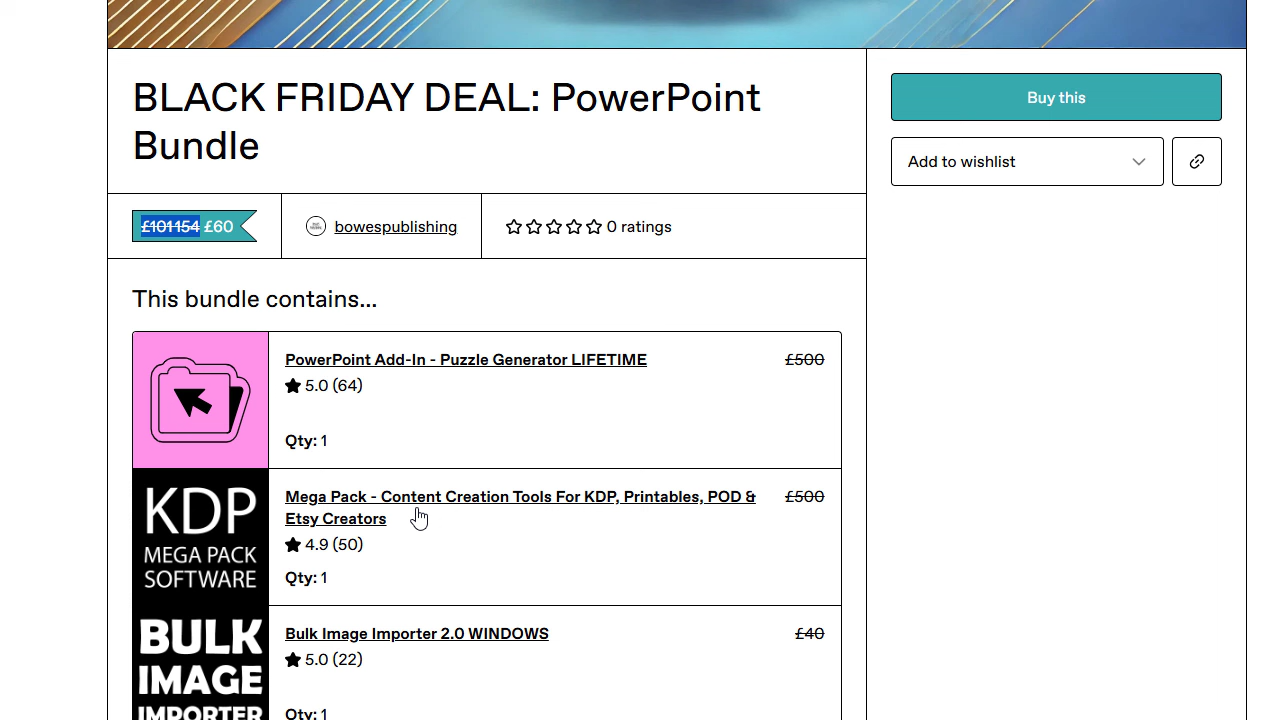 BLACK FRIDAY DEAL: PowerPoint
Bundle
Buy this
Add to wishlist
£101154 £60
bowespublishing
0 ratings
This bundle contains...
PowerPoint Add-In - Puzzle Generator LIFETIME
£500
5.0 (64)
Qty: 1
KDP
MEGA PACK
SOFTWARE
Mega Pack - Content Creation Tools For KDP, Printables, POD &
Etsy Creators
£500
4.9 (50)
Qty: 1
BULK
IMAGE
IMPORTER
Bulk Image Importer 2.0 WINDOWS
£40
5.0 (22)
Qty: 1